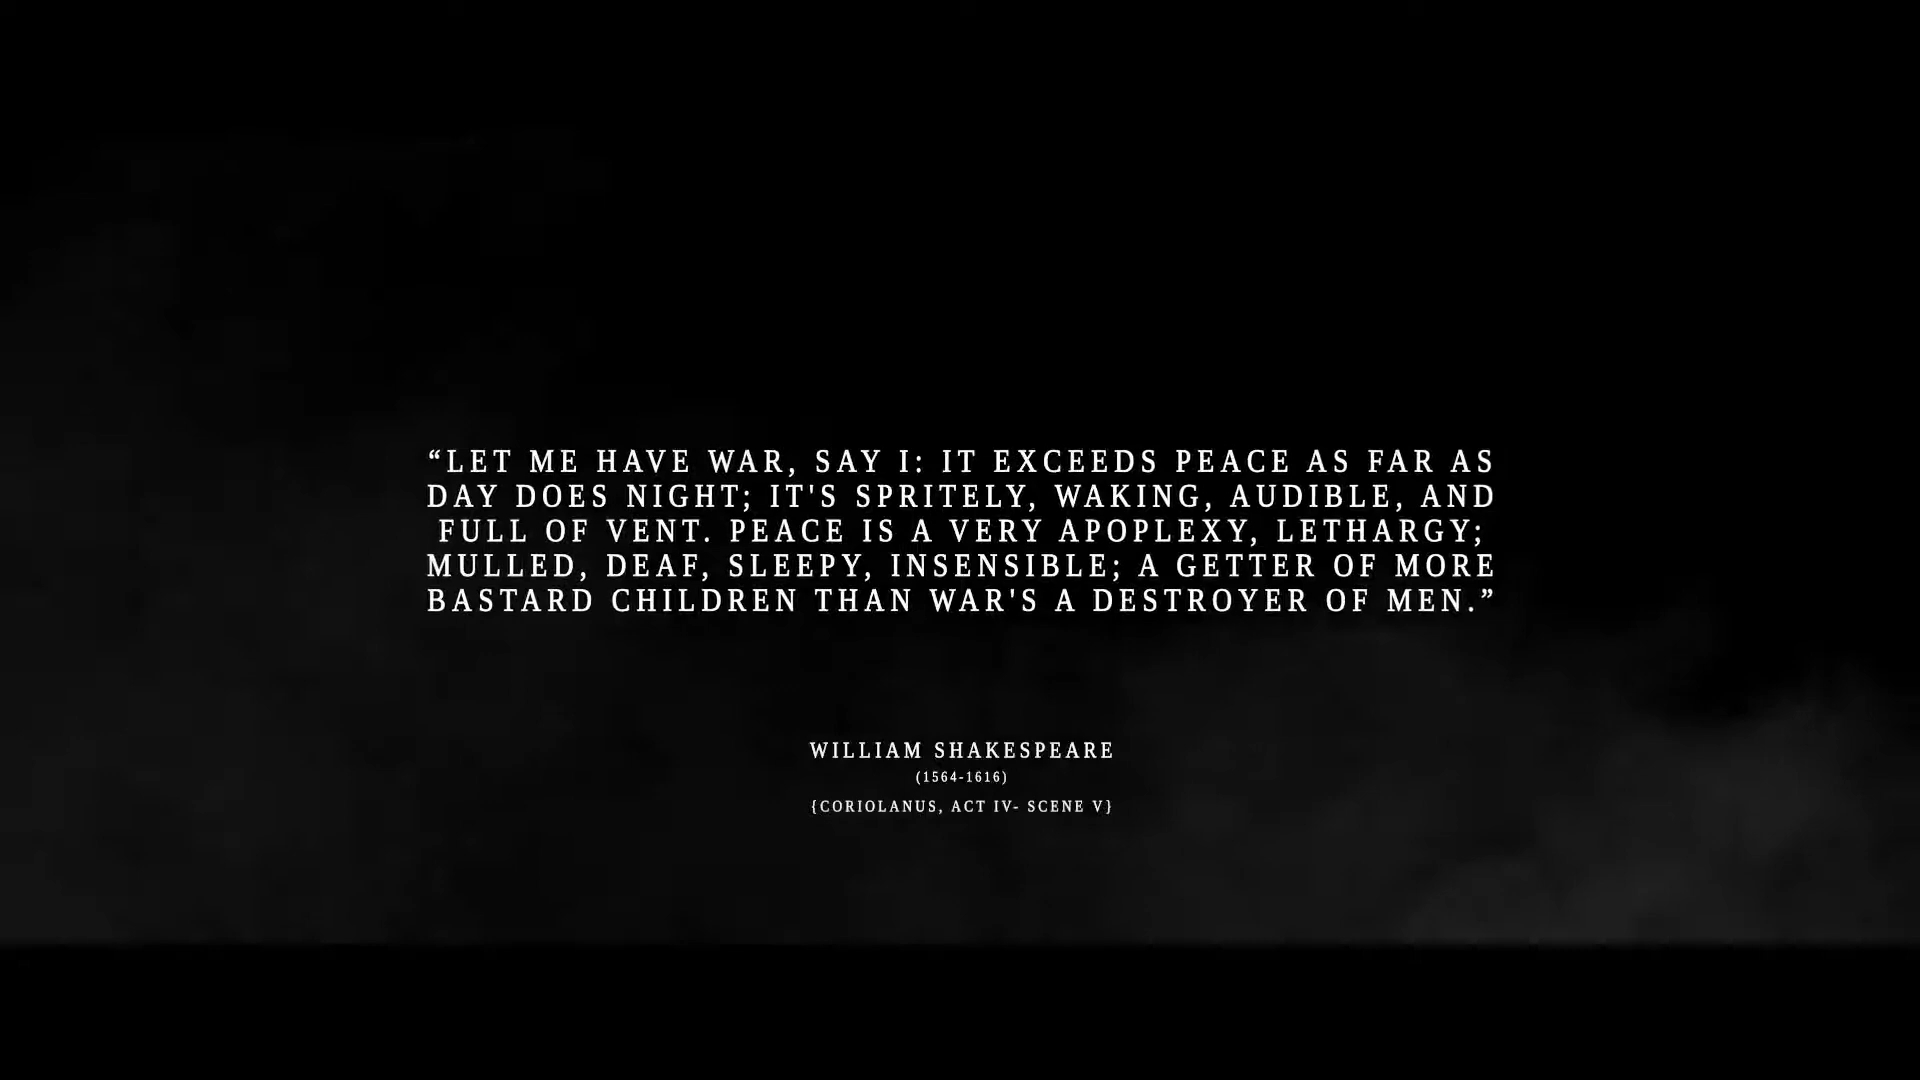 “LET ME HAVE WAR, SAY I: IT EXCEEDS PEACE AS FAR AS
DAY DOES NIGHT; IT'S SPRITELY, WAKING, AUDIBLE, AND
FULL OF VENT. PEACE IS A VERY APOPLEXY, LETHARGY;
MULLED, DEAF, SLEEPY, INSENSIBLE; A GETTER OF MORE
BASTARD CHILDREN THAN WAR'S A DESTROYER OF MEN.”
WILLIAM SHAKESPEARE
(1564-1616)
{CORIOLANUS, ACT IV- SCENE V}